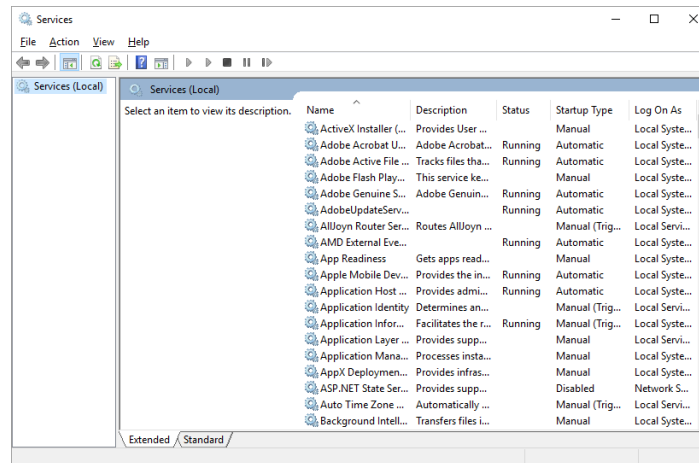 Services
File Action View Help
Services (Local)
Services (Local)
Select an item to view its description.
Name Description Status Startup Type Log On As
ActiveX Installer (... Provides User ... Manual Local Syste...
Adobe Acrobat U... Adobe Acrobat... Running Automatic Local Syste...
Adobe Active File ... Tracks files tha... Running Automatic Local Syste...
Adobe Flash Play... This service ke... Manual Local Syste...
Adobe Genuine S... Adobe Genuin... Running Automatic Local Syste...
AdobeUpdateServ... Running Automatic Local Syste...
AllJoyn Router Ser... Routes AllJoyn ... Manual (Trig... Local Servi...
AMD External Eve... Running Automatic Local Syste...
App Readiness Gets apps read... Manual Local Syste...
Apple Mobile Dev... Provides the in... Running Automatic Local Syste...
Application Host ... Provides admi... Running Automatic Local Syste...
Application Identity Determines an... Manual (Trig... Local Servi...
Application Infor... Facilitates the r... Running Manual (Trig... Local Syste...
Application Layer ... Provides supp... Manual Local Servi...
Application Mana... Processes insta... Manual Local Syste...
AppX Deploymen... Provides infras... Manual Local Syste...
ASP.NET State Ser... Provides supp... Disabled Network S...
Auto Time Zone ... Automatically ... Manual (Trig... Local Servi...
Background Intell... Transfers files i... Manual Local Syste...
Extended Standard